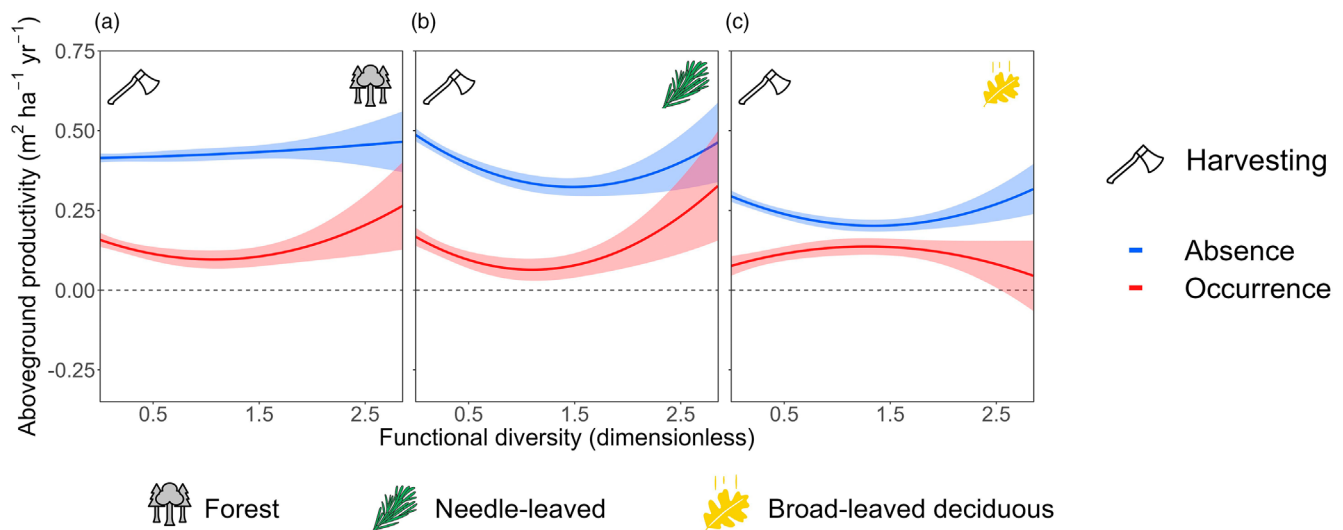 (a) (b) (c)
Aboveground productivity (m² ha⁻¹ yr⁻¹)
0.75
0.50
0.25
0.00
-0.25
0.5 1.5 2.5 0.5 1.5 2.5 0.5 1.5 2.5
Functional diversity (dimensionless)
Harvesting
Absence
Occurrence
Forest Needle-leaved Broad-leaved deciduous